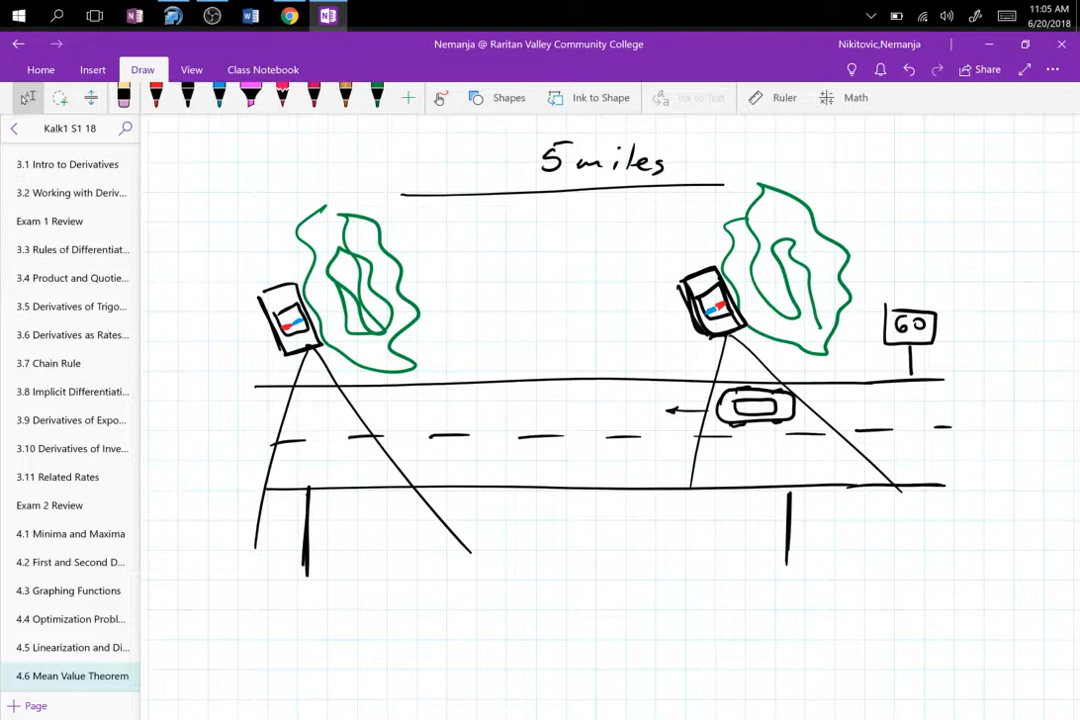 11:05 AM
6/20/2018
Nemanja @ Raritan Valley Community College
Nikitovic,Nemanja
Home Insert Draw View Class Notebook
Share
Shapes Ink to Shape Ink to Text Ruler Math
Kalk1 S1 18
3.1 Intro to Derivatives
3.2 Working with Deriv...
Exam 1 Review
3.3 Rules of Differentiat...
3.4 Product and Quotie...
3.5 Derivatives of Trigo...
3.6 Derivatives as Rates...
3.7 Chain Rule
3.8 Implicit Differentiati...
3.9 Derivatives of Expo...
3.10 Derivatives of Inve...
3.11 Related Rates
Exam 2 Review
4.1 Minima and Maxima
4.2 First and Second D...
4.3 Graphing Functions
4.4 Optimization Probl...
4.5 Linearization and Di...
4.6 Mean Value Theorem
Page
5 miles
60